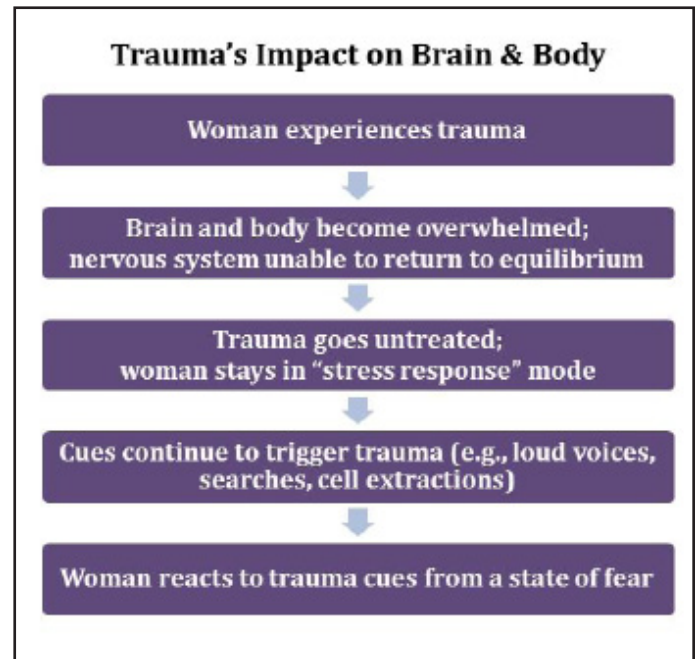 Trauma's Impact on Brain & Body
Woman experiences trauma
Brain and body become overwhelmed;
nervous system unable to return to equilibrium
Trauma goes untreated;
woman stays in “stress response” mode
Cues continue to trigger trauma (e.g., loud voices,
searches, cell extractions)
Woman reacts to trauma cues from a state of fear